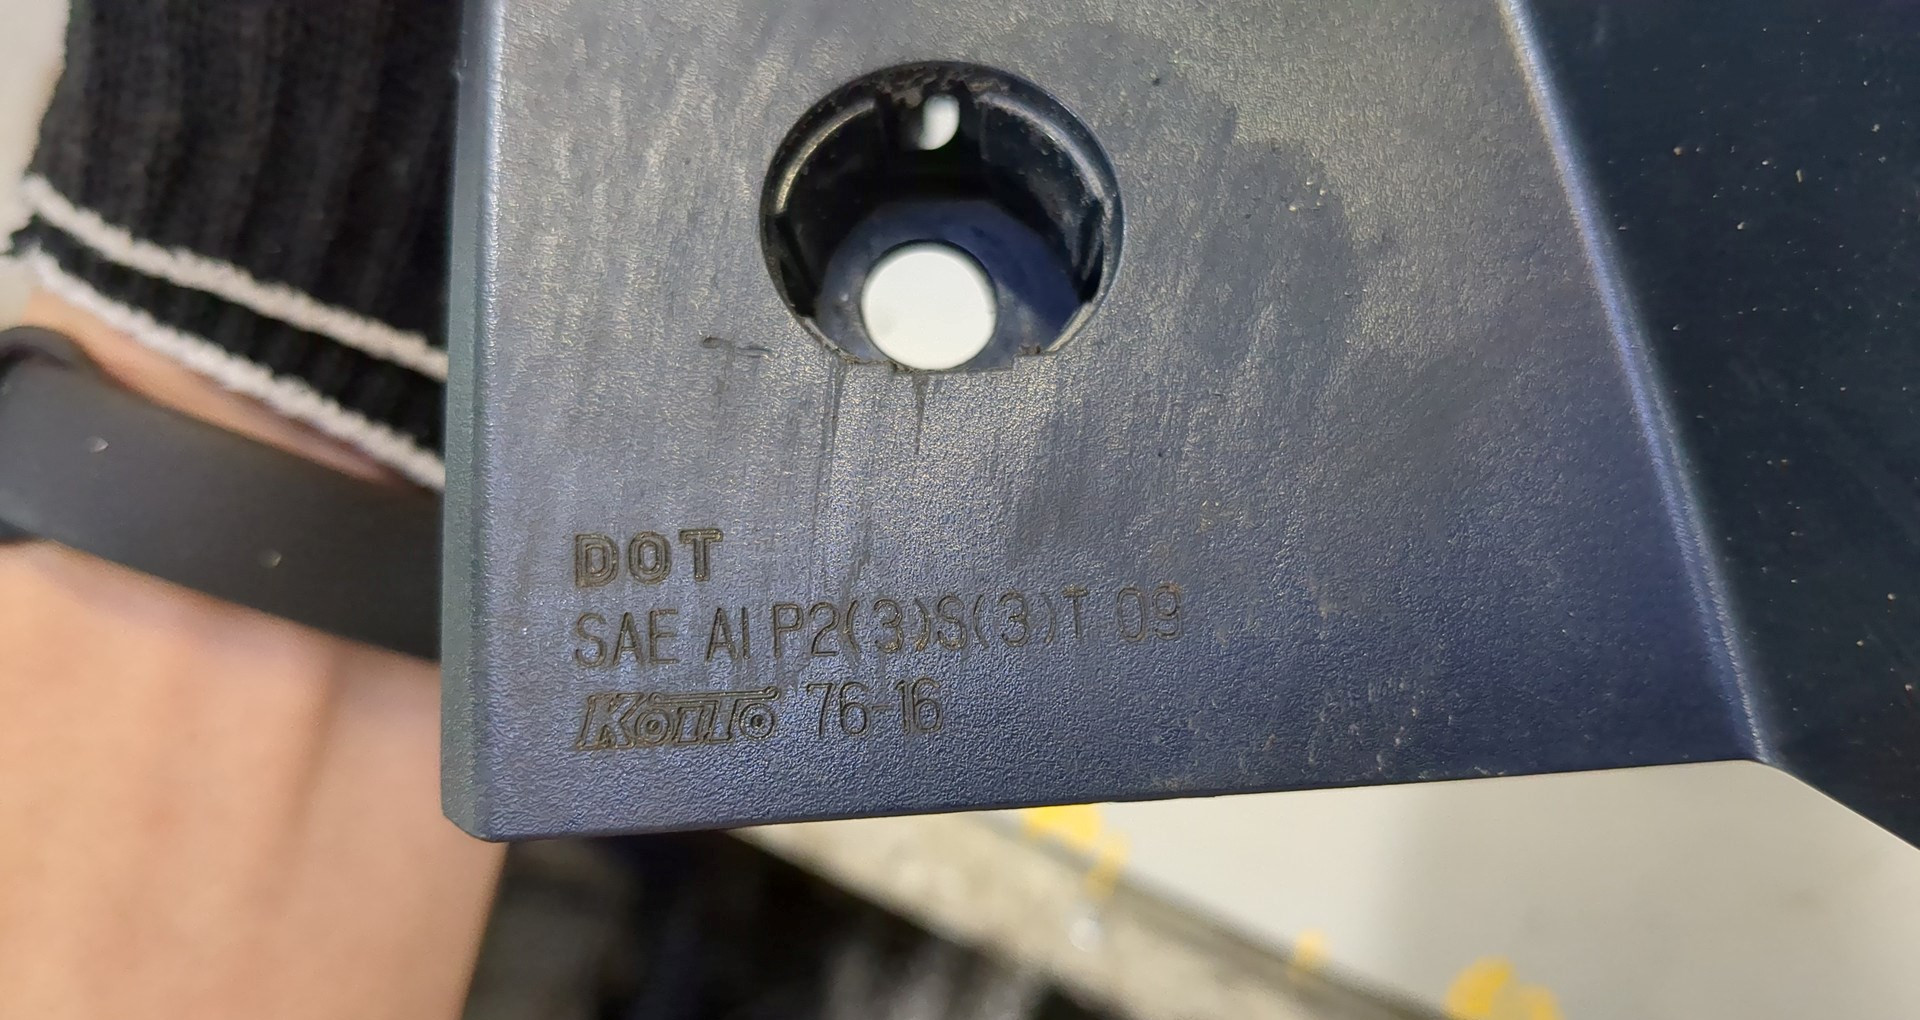 DOT
SAE AI P2(3)S(3)T 09
KOITO 76-16